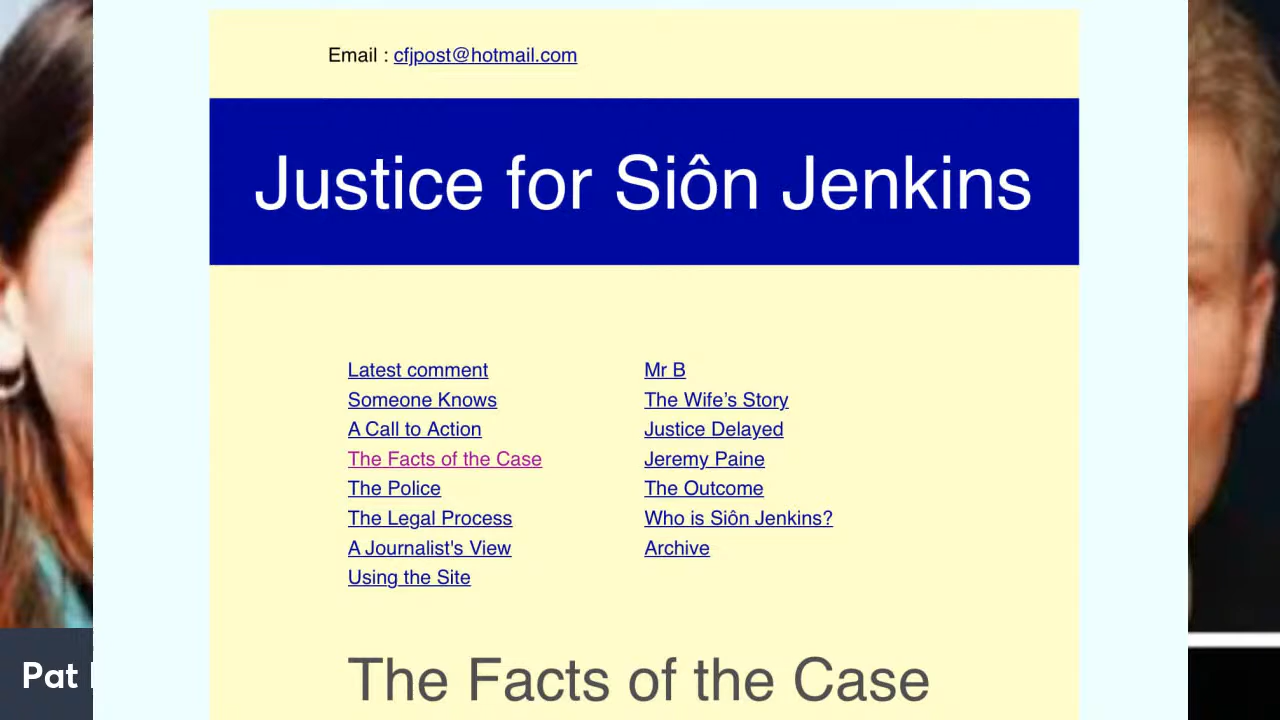 Email : cfjpost@hotmail.com
Justice for Siôn Jenkins
Latest comment
Someone Knows
A Call to Action
The Facts of the Case
The Police
The Legal Process
A Journalist's View
Using the Site
Mr B
The Wife’s Story
Justice Delayed
Jeremy Paine
The Outcome
Who is Siôn Jenkins?
Archive
The Facts of the Case
Pat